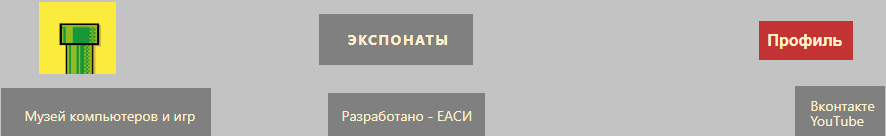 ЭКСПОНАТЫ
Профиль
Музей компьютеров и игр
Разработано - ЕАСИ
Вконтакте
YouTube